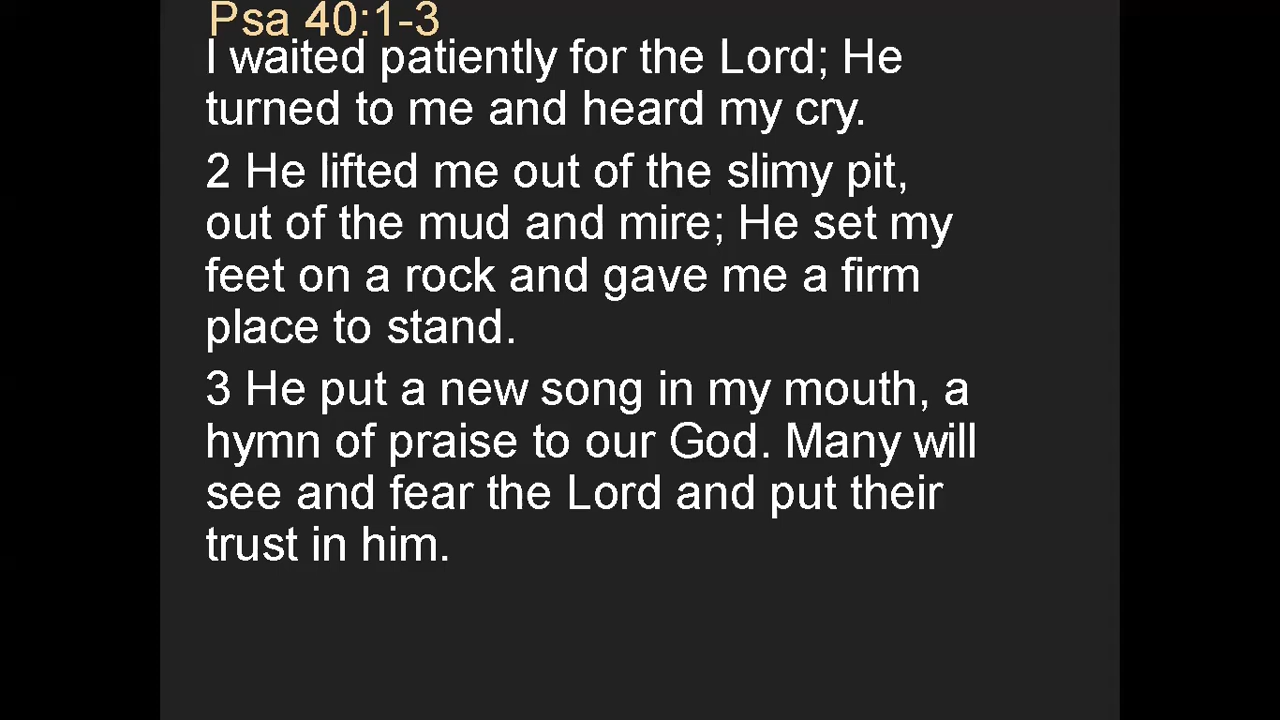 Psa 40:1-3
I waited patiently for the Lord; He
turned to me and heard my cry.
2 He lifted me out of the slimy pit,
out of the mud and mire; He set my
feet on a rock and gave me a firm
place to stand.
3 He put a new song in my mouth, a
hymn of praise to our God. Many will
see and fear the Lord and put their
trust in him.